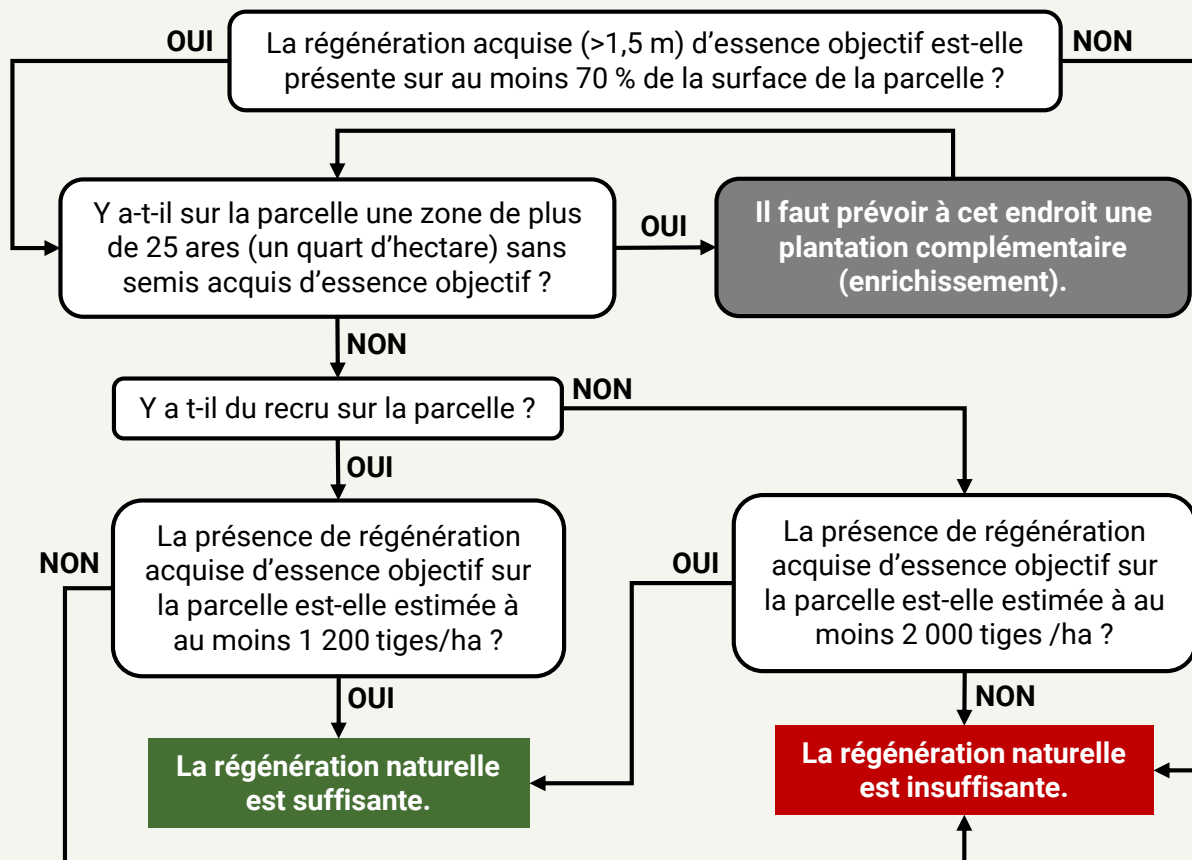 OUI
La régénération acquise (>1,5 m) d’essence objectif est-elle
présente sur au moins 70 % de la surface de la parcelle ?
NON
Y a-t-il sur la parcelle une zone de plus
de 25 ares (un quart d’hectare) sans
semis acquis d’essence objectif ?
OUI
Il faut prévoir à cet endroit une
plantation complémentaire
(enrichissement).
NON
Y a t-il du recru sur la parcelle ?
NON
OUI
NON
La présence de régénération
acquise d’essence objectif sur
la parcelle est-elle estimée à
au moins 1 200 tiges/ha ?
OUI
La présence de régénération
acquise d’essence objectif sur
la parcelle est-elle estimée à au
moins 2 000 tiges /ha ?
OUI
NON
La régénération naturelle
est suffisante.
La régénération naturelle
est insuffisante.